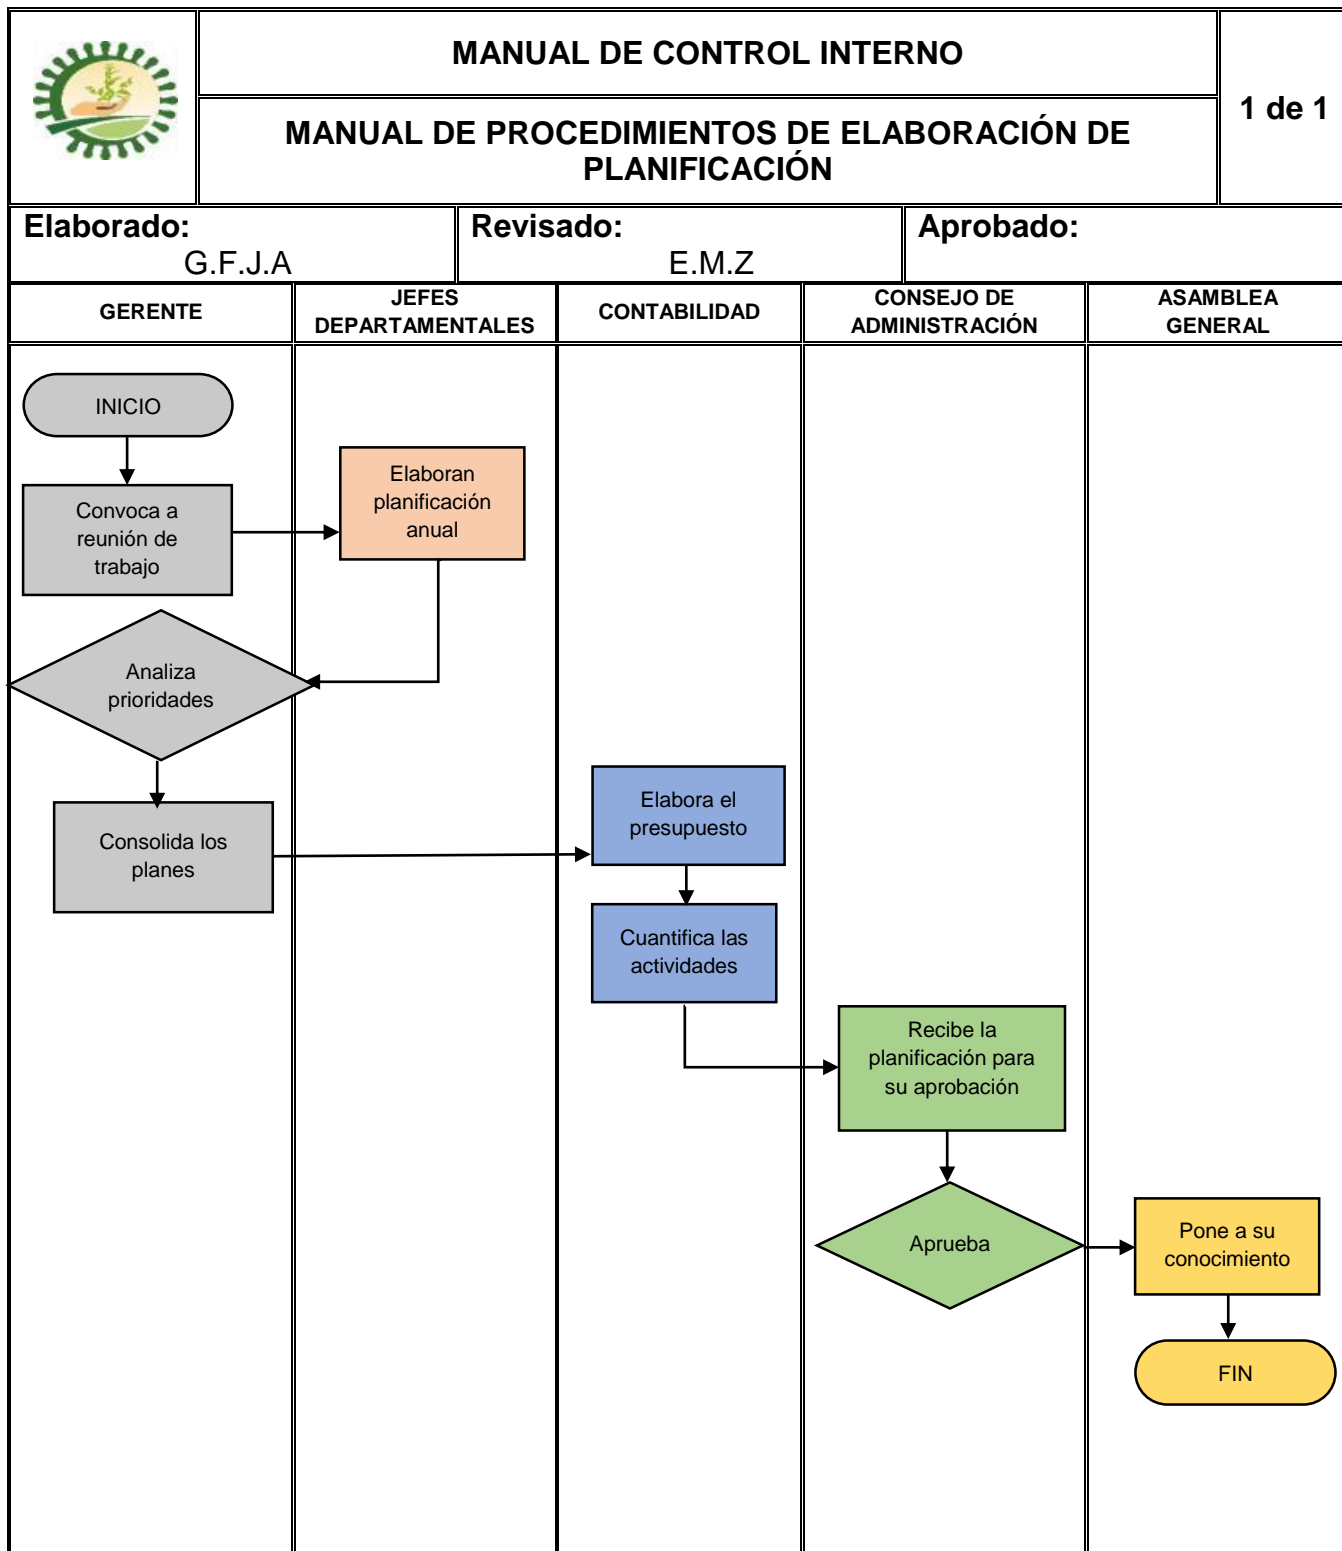 MANUAL DE CONTROL INTERNO
1 de 1
MANUAL DE PROCEDIMIENTOS DE ELABORACIÓN DE
PLANIFICACIÓN
Elaborado:
G.F.J.A
Revisado:
E.M.Z
Aprobado:
GERENTE
JEFES
DEPARTAMENTALES
CONTABILIDAD
CONSEJO DE
ADMINISTRACIÓN
ASAMBLEA
GENERAL
INICIO
Convoca a
reunión de
trabajo
Elaboran
planificación
anual
Analiza
prioridades
Consolida los
planes
Elabora el
presupuesto
Cuantifica las
actividades
Recibe la
planificación para
su aprobación
Aprueba
Pone a su
conocimiento
FIN